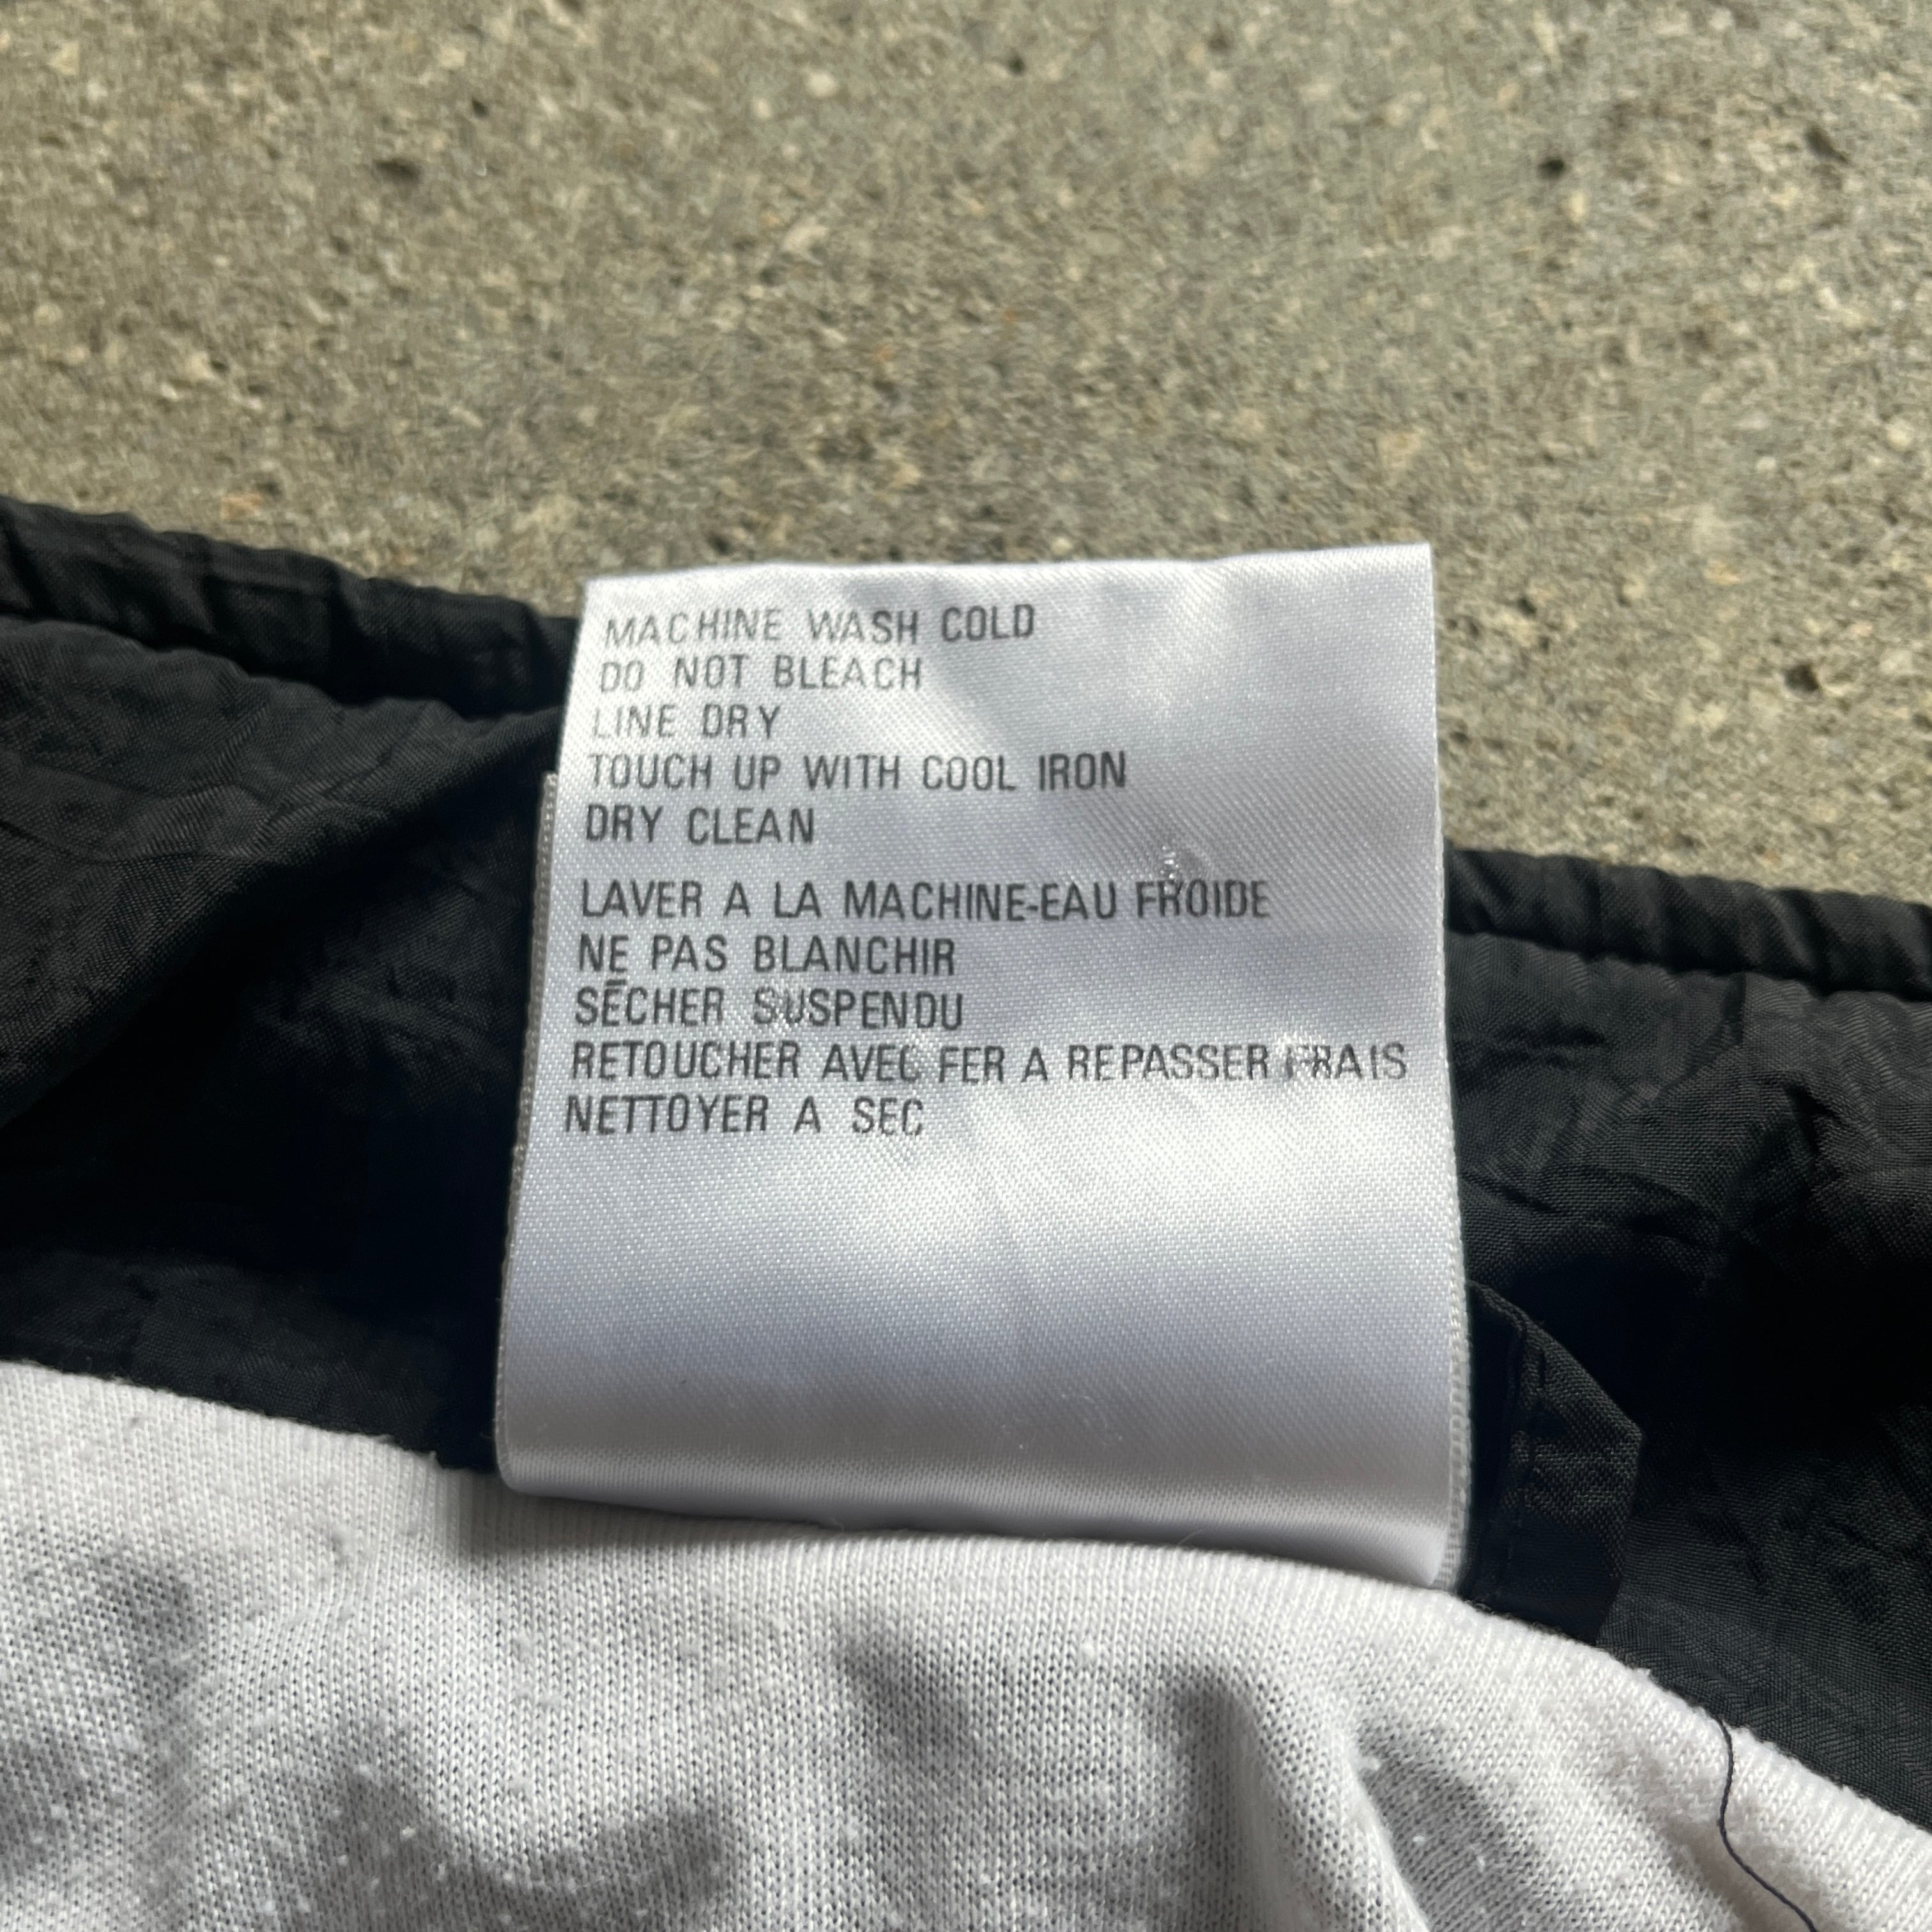 MACHINE WASH COLD
DO NOT BLEACH
LINE DRY
TOUCH UP WITH COOL IRON
DRY CLEAN
LAVER A LA MACHINE-EAU FROIDE
NE PAS BLANCHIR
SĒCHER SUSPENDU
RETOUCHER AVEC FER A REPASSER FRAIS
NETTOYER A SEC